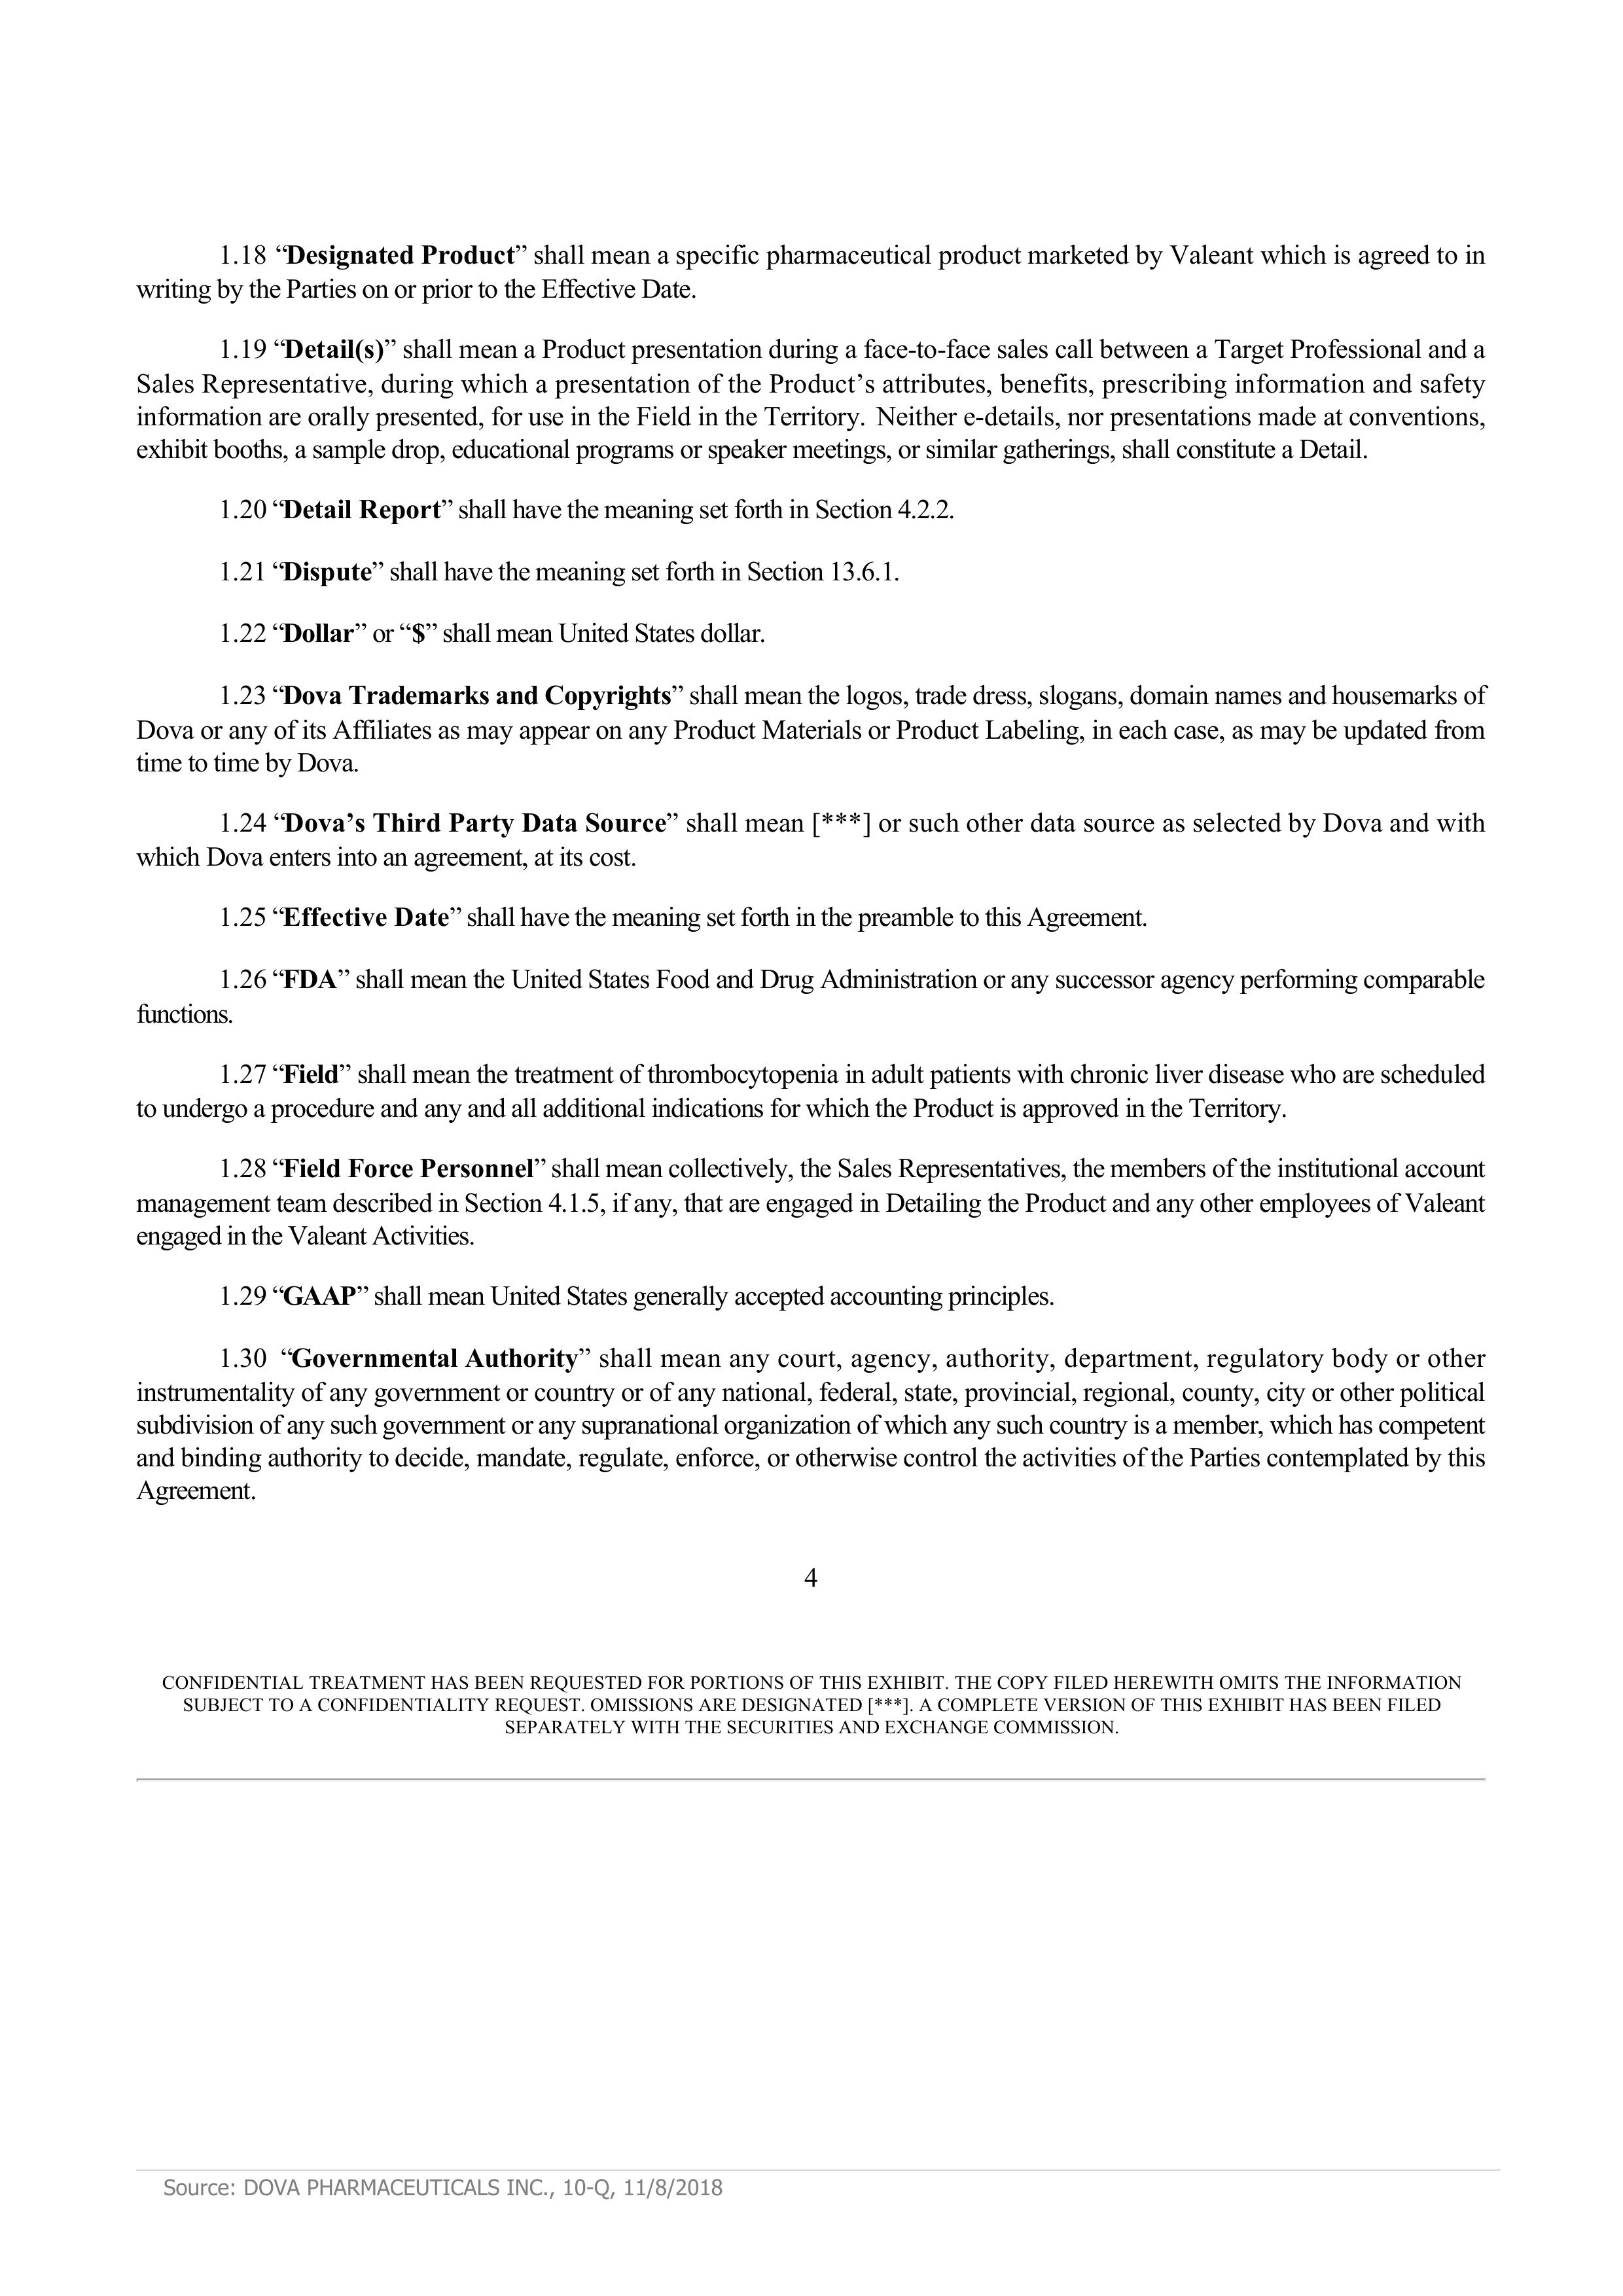 1.18 “Designated Product” shall mean a specific pharmaceutical product marketed by Valeant which is agreed to in
writing by the Parties on or prior to the Effective Date.
1.19 “Detail(s)” shall mean a Product presentation during a face-to-face sales call between a Target Professional and a
Sales Representative, during which a presentation of the Product’s attributes, benefits, prescribing information and safety
information are orally presented, for use in the Field in the Territory. Neither e-details, nor presentations made at conventions,
exhibit booths, a sample drop, educational programs or speaker meetings, or similar gatherings, shall constitute a Detail.
1.20 “Detail Report” shall have the meaning set forth in Section 4.2.2.
1.21 “Dispute” shall have the meaning set forth in Section 13.6.1.
1.22 “Dollar” or “$” shall mean United States dollar.
1.23 “Dova Trademarks and Copyrights” shall mean the logos, trade dress, slogans, domain names and housemarks of
Dova or any of its Affiliates as may appear on any Product Materials or Product Labeling, in each case, as may be updated from
time to time by Dova.
1.24 “Dova’s Third Party Data Source” shall mean [***] or such other data source as selected by Dova and with
which Dova enters into an agreement, at its cost.
1.25 “Effective Date” shall have the meaning set forth in the preamble to this Agreement.
1.26 “FDA” shall mean the United States Food and Drug Administration or any successor agency performing comparable
functions.
1.27 “Field” shall mean the treatment of thrombocytopenia in adult patients with chronic liver disease who are scheduled
to undergo a procedure and any and all additional indications for which the Product is approved in the Territory.
1.28 “Field Force Personnel” shall mean collectively, the Sales Representatives, the members of the institutional account
management team described in Section 4.1.5, if any, that are engaged in Detailing the Product and any other employees of Valeant
engaged in the Valeant Activities.
1.29 “GAAP” shall mean United States generally accepted accounting principles.
1.30 “Governmental Authority” shall mean any court, agency, authority, department, regulatory body or other
instrumentality of any government or country or of any national, federal, state, provincial, regional, county, city or other political
subdivision of any such government or any supranational organization of which any such country is a member, which has competent
and binding authority to decide, mandate, regulate, enforce, or otherwise control the activities of the Parties contemplated by this
Agreement.
4
CONFIDENTIAL TREATMENT HAS BEEN REQUESTED FOR PORTIONS OF THIS EXHIBIT. THE COPY FILED HEREWITH OMITS THE INFORMATION
SUBJECT TO A CONFIDENTIALITY REQUEST. OMISSIONS ARE DESIGNATED [***]. A COMPLETE VERSION OF THIS EXHIBIT HAS BEEN FILED
SEPARATELY WITH THE SECURITIES AND EXCHANGE COMMISSION.
Source: DOVA PHARMACEUTICALS INC., 10-Q, 11/8/2018